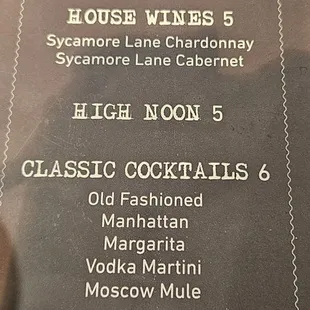 HOUSE WINES 5
Sycamore Lane Chardonnay
Sycamore Lane Cabernet
HIGH NOON 5
CLASSIC COCKTAILS 6
Old Fashioned
Manhattan
Margarita
Vodka Martini
Moscow Mule